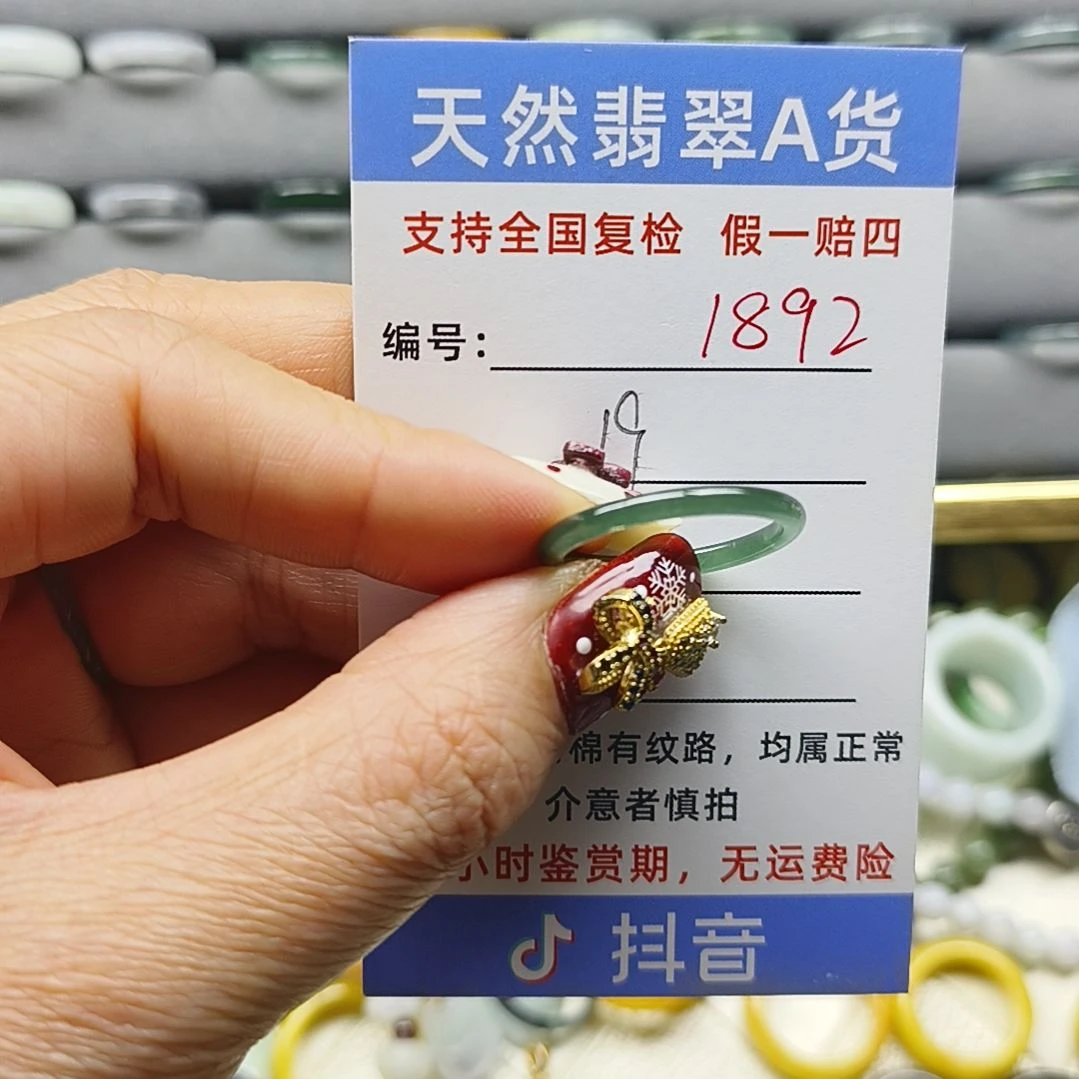 天然翡翠A货
支持全国复检 假一赔四
编号: 1892
19
棉有纹路，均属正常
介意者慎拍
小时鉴赏期，无运费险
抖音